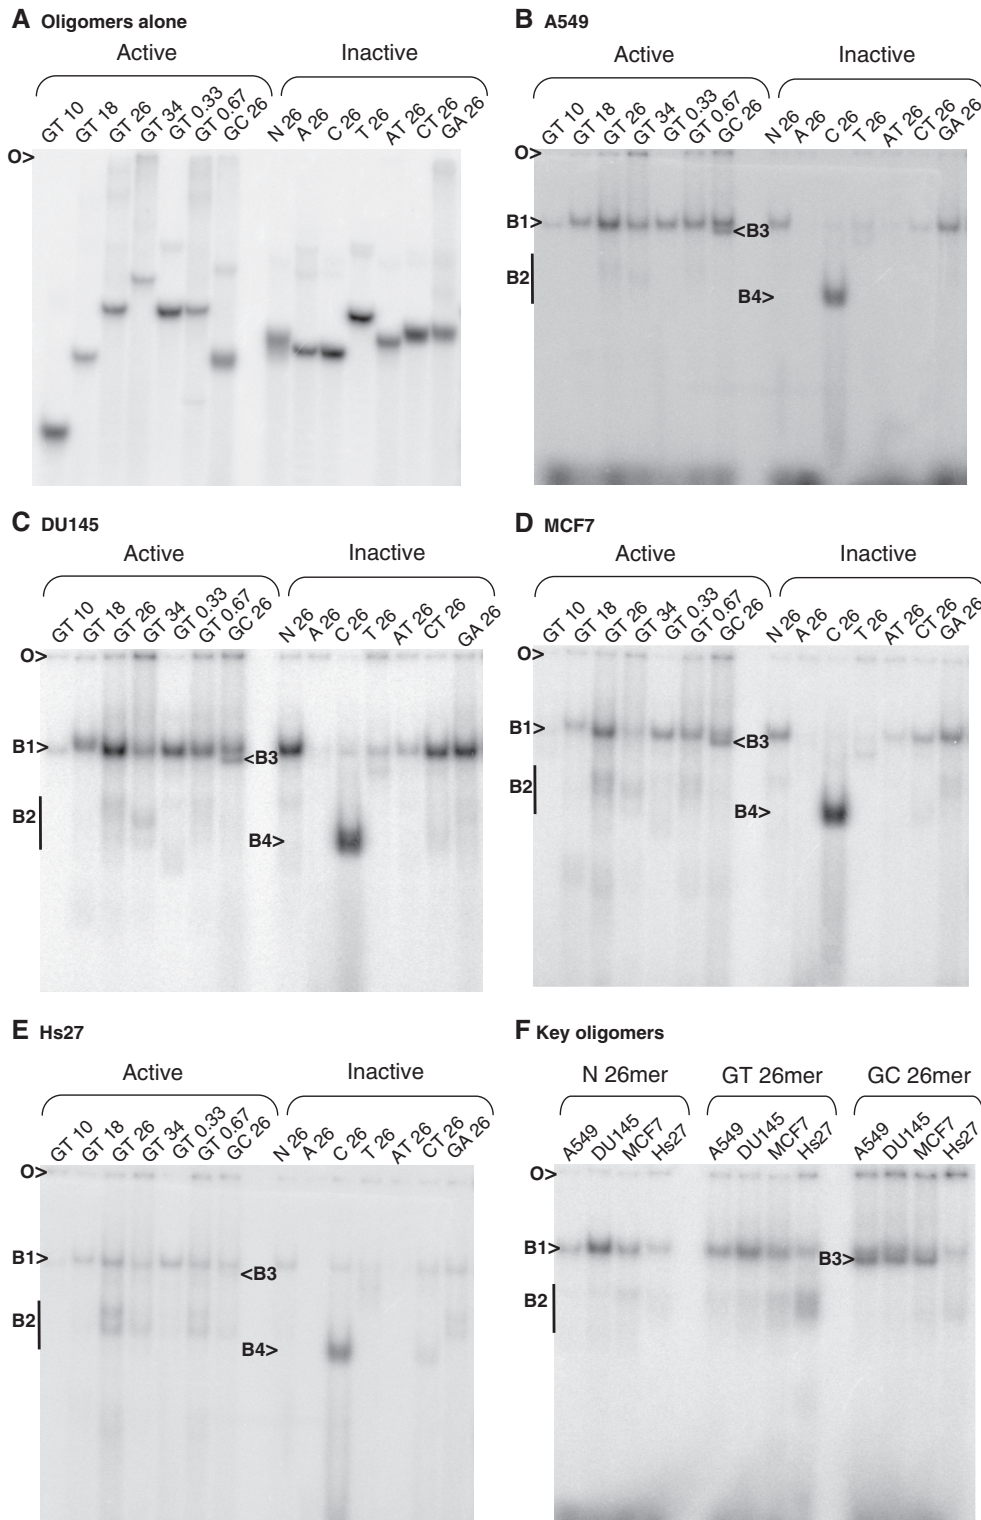 A Oligomers alone
Active
Inactive
GT 10
GT 18
GT 26
GT 34
GT 0.33
GT 0.67
GC 26
N 26
A 26
C 26
T 26
AT 26
CT 26
GA 26
O>
B A549
Active
Inactive
GT 10
GT 18
GT 26
GT 34
GT 0.33
GT 0.67
GC 26
N 26
A 26
C 26
T 26
AT 26
CT 26
GA 26
O>
B1>
<B3
B2
B4>
C DU145
Active
Inactive
GT 10
GT 18
GT 26
GT 34
GT 0.33
GT 0.67
GC 26
N 26
A 26
C 26
T 26
AT 26
CT 26
GA 26
O>
B1>
<B3
B2
B4>
D MCF7
Active
Inactive
GT 10
GT 18
GT 26
GT 34
GT 0.33
GT 0.67
GC 26
N 26
A 26
C 26
T 26
AT 26
CT 26
GA 26
O>
B1>
<B3
B2
B4>
E Hs27
Active
Inactive
GT 10
GT 18
GT 26
GT 34
GT 0.33
GT 0.67
GC 26
N 26
A 26
C 26
T 26
AT 26
CT 26
GA 26
O>
B1>
<B3
B2
B4>
F Key oligomers
N 26mer
GT 26mer
GC 26mer
A549
DU145
MCF7
Hs27
A549
DU145
MCF7
Hs27
A549
DU145
MCF7
Hs27
O>
B1>
B3>
B2